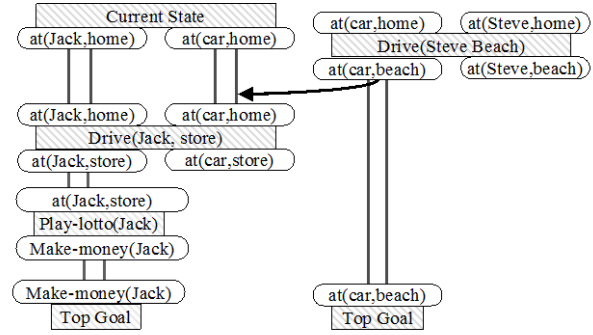 Current State
at(Jack,home) at(car,home)
at(car,home) at(Steve,home)
Drive(Steve Beach)
at(car,beach) at(Steve,beach)
at(Jack,home) at(car,home)
Drive(Jack, store)
at(Jack,store) at(car,store)
at(Jack,store)
Play-lotto(Jack)
Make-money(Jack)
Make-money(Jack)
Top Goal
at(car,beach)
Top Goal